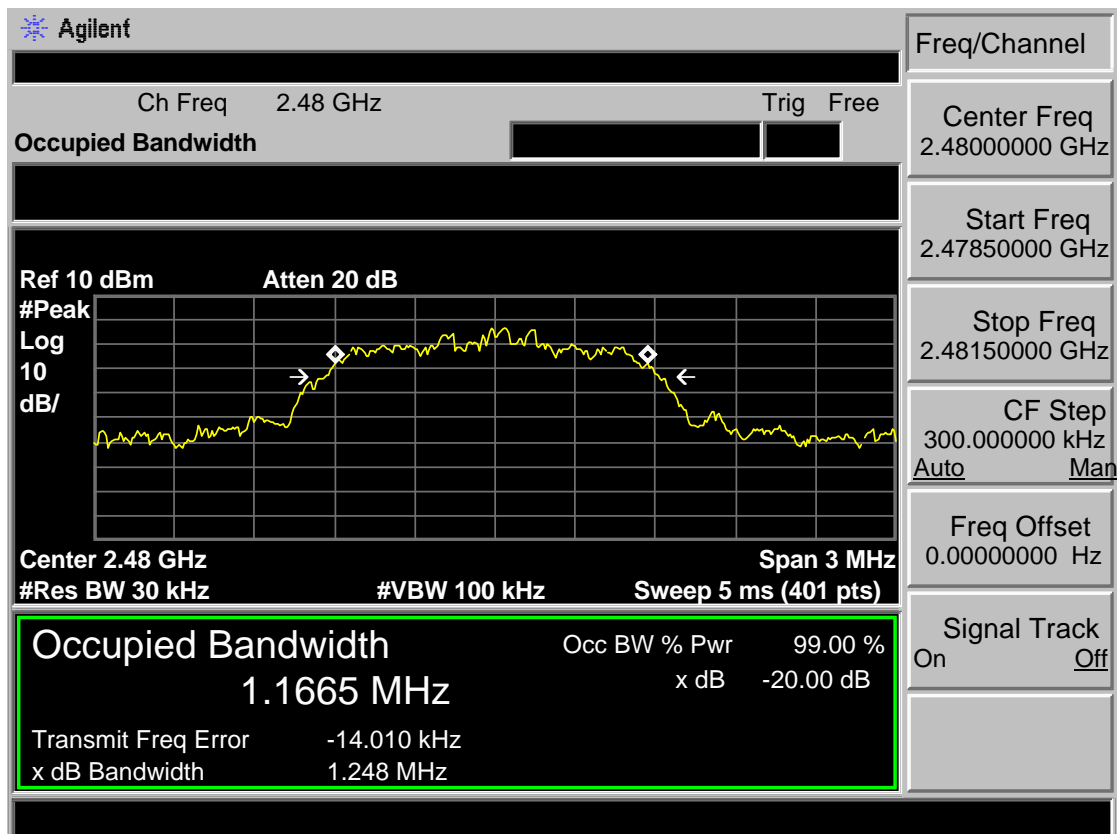 Agilent
Freq/Channel
Ch Freq 2.48 GHz Trig Free
Occupied Bandwidth
Center Freq
2.48000000 GHz
Start Freq
2.47850000 GHz
Stop Freq
2.48150000 GHz
CF Step
300.000000 kHz
Auto Man
Freq Offset
0.00000000 Hz
Signal Track
On Off
Ref 10 dBm Atten 20 dB
#Peak
Log
10
dB/
Center 2.48 GHz Span 3 MHz
#Res BW 30 kHz #VBW 100 kHz Sweep 5 ms (401 pts)
Occupied Bandwidth Occ BW % Pwr 99.00 %
1.1665 MHz x dB -20.00 dB
Transmit Freq Error -14.010 kHz
x dB Bandwidth 1.248 MHz